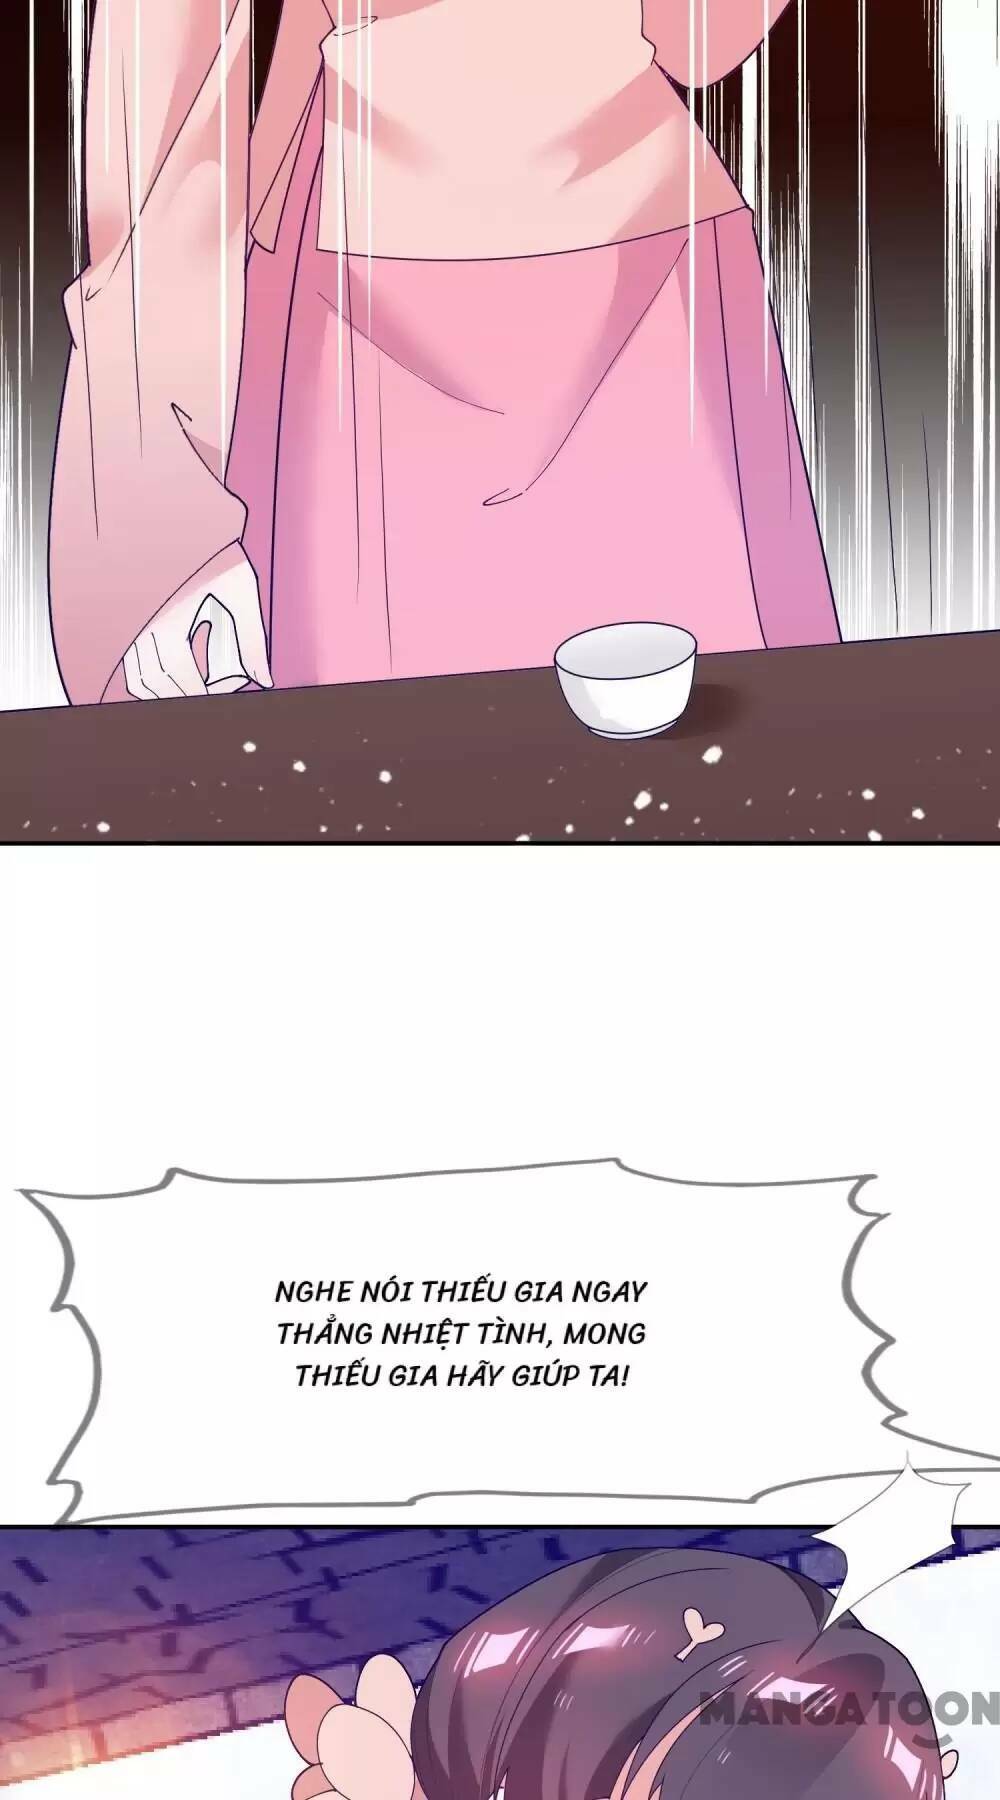 NGHE NÓI THIẾU GIA NGAY
THẲNG NHIỆT TÌNH, MONG
THIẾU GIA HÃY GIÚP TA!
MANGATOON